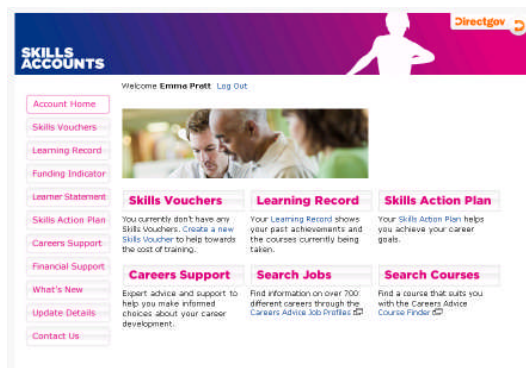 Directgov
SKILLS
ACCOUNTS
Welcome Emma Pratt Log Out
Account Home
Skills Vouchers
Learning Record
Funding Indicator
Learner Statement
Skills Action Plan
Careers Support
Financial Support
What's New
Update Details
Contact Us
Skills Vouchers
You currently don't have any
Skills Vouchers. Create a new
Skills Voucher to help towards
the cost of training.
Learning Record
Your Learning Record shows
your past achievements and
the courses currently being
taken.
Skills Action Plan
Your Skills Action Plan helps
you achieve your career
goals.
Careers Support
Expert advice and support to
help you make informed
choices about your career
development.
Search Jobs
Find information on over 700
different careers through the
Careers Advice Job Profiles
Search Courses
Find a course that suits you
with the Careers Advice
Course Finder